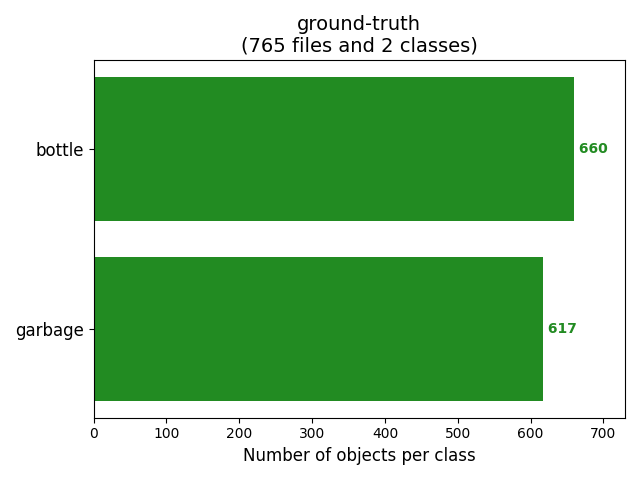 ground-truth
(765 files and 2 classes)
bottle
660
garbage
617
0 100 200 300 400 500 600 700
Number of objects per class